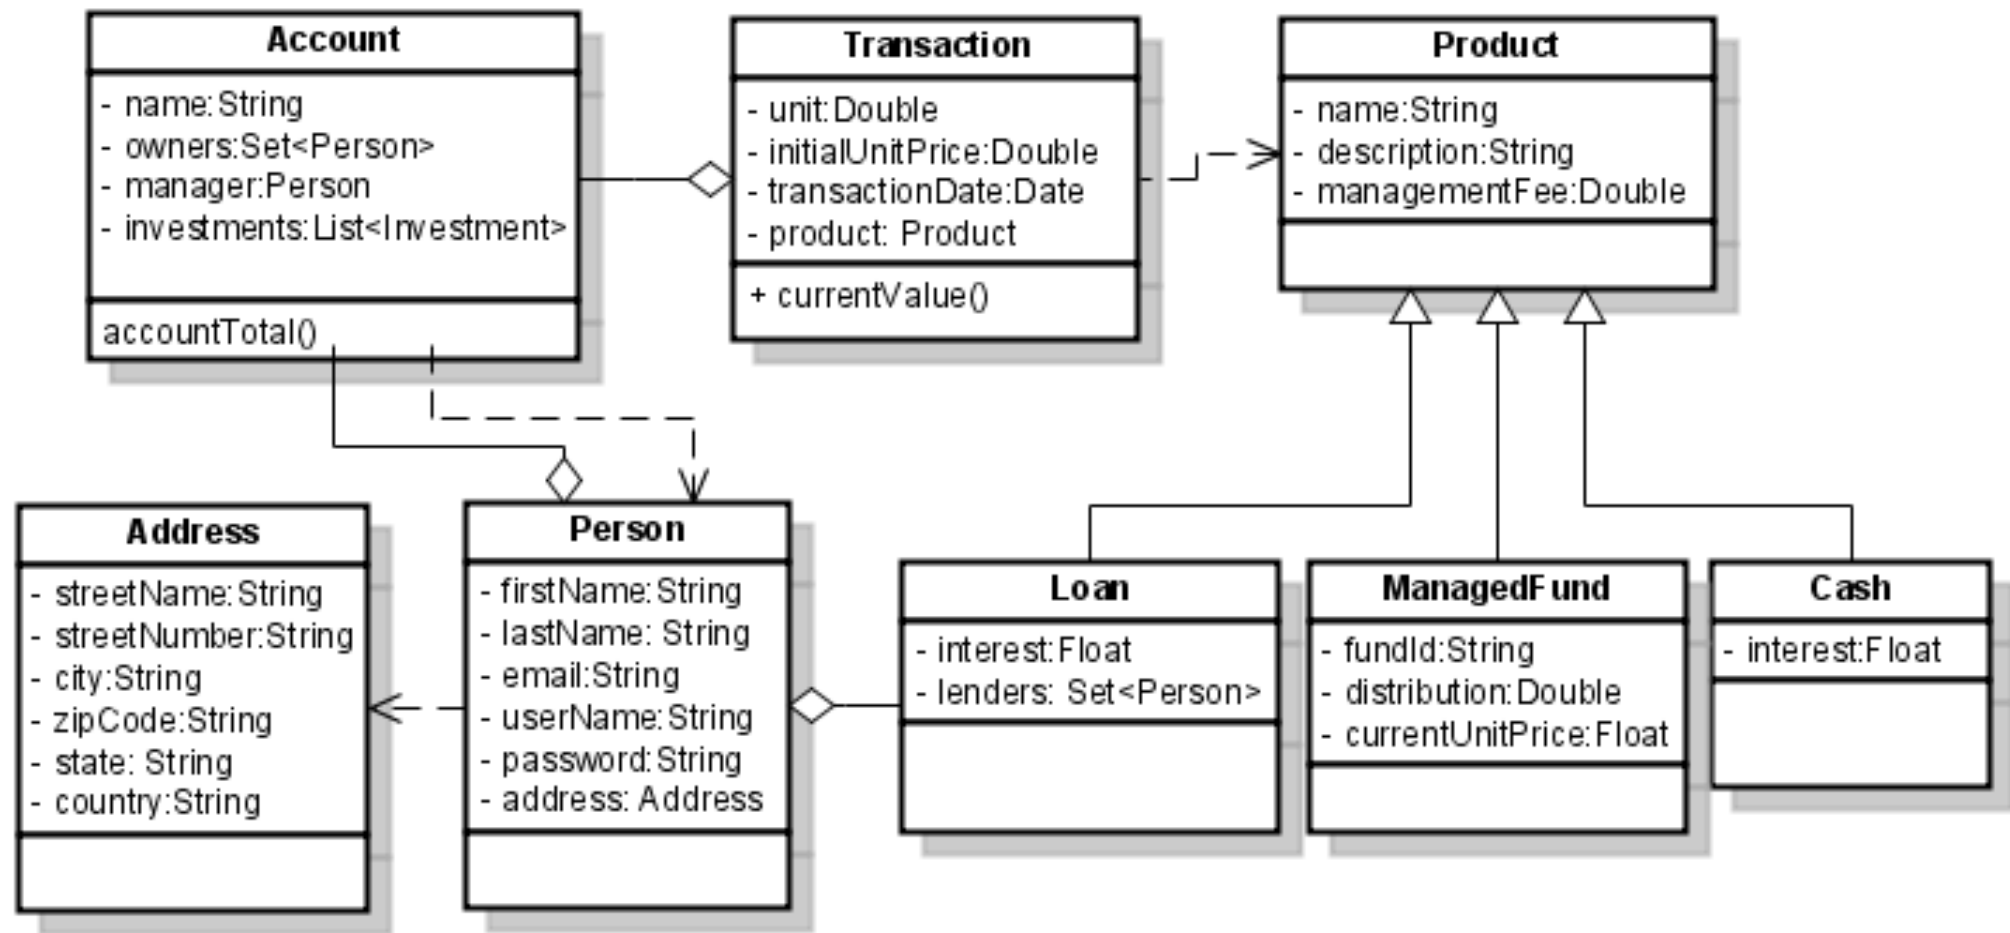 Account
- name:String
- owners:Set<Person>
- manager:Person
- investments:List<Investment>
accountTotal()
Transaction
- unit:Double
- initialUnitPrice:Double
- transactionDate:Date
- product: Product
+ currentValue()
Product
- name:String
- description:String
- managementFee:Double
Address
- streetName:String
- streetNumber:String
- city:String
- zipCode:String
- state: String
- country:String
Person
- firstName:String
- lastName: String
- email:String
- userName:String
- password:String
- address: Address
Loan
- interest:Float
- lenders: Set<Person>
ManagedFund
- fundId:String
- distribution:Double
- currentUnitPrice:Float
Cash
- interest:Float